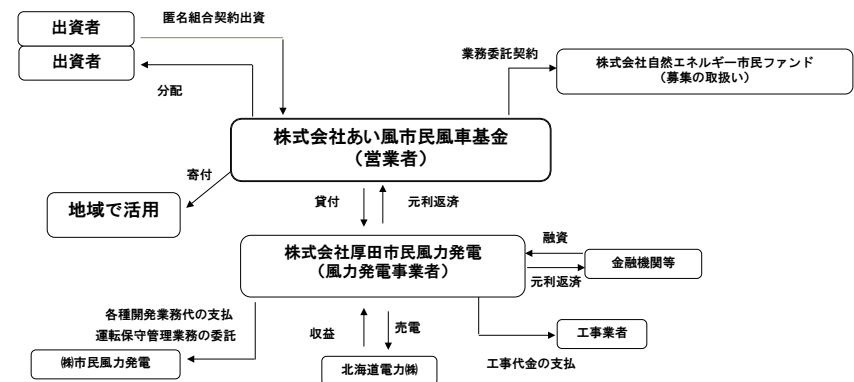 匿名組合契約出資
出資者
出資者
分配
業務委託契約
株式会社自然エネルギー市民ファンド
（募集の取扱い）
株式会社あい風市民風車基金
（営業者）
寄付
地域で活用
貸付
元利返済
株式会社厚田市民風力発電
（風力発電事業者）
融資
金融機関等
元利返済
各種開発業務代の支払
運転保守管理業務の委託
収益
売電
工事業者
工事代金の支払
㈱市民風力発電
北海道電力㈱